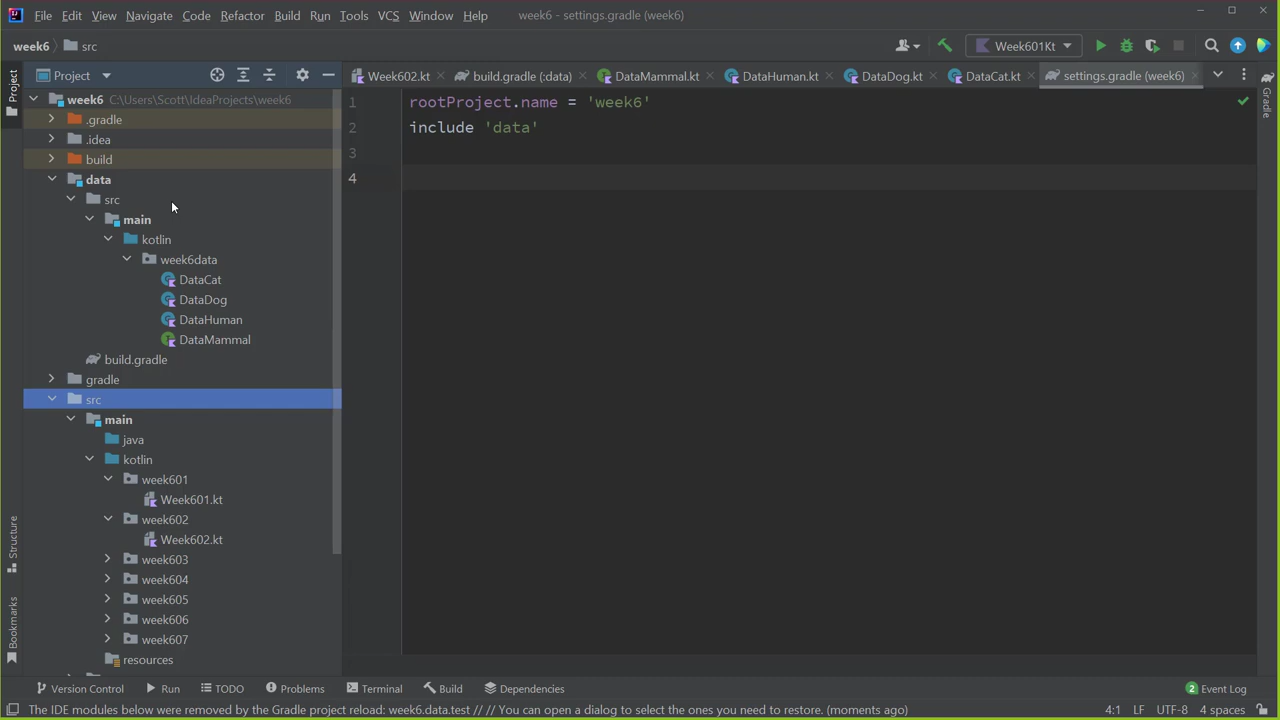 File Edit View Navigate Code Refactor Build Run Tools VCS Window Help week6 - settings.gradle (week6)
week6 src Week601Kt
Project Week602.kt build.gradle (:data) DataMammal.kt DataHuman.kt DataDog.kt DataCat.kt settings.gradle (week6)
Project
Gradle
week6 C:\Users\Scott\IdeaProjects\week6
.gradle
.idea
build
data
src
main
kotlin
week6data
DataCat
DataDog
DataHuman
DataMammal
build.gradle
gradle
src
main
java
kotlin
week601
Week601.kt
week602
Week602.kt
week603
week604
week605
week606
week607
resources
1 rootProject.name = 'week6'
2 include 'data'
3
4
Structure
Bookmarks
Version Control Run TODO Problems Terminal Build Dependencies 2 Event Log
The IDE modules below were removed by the Gradle project reload: week6.data.test // // You can open a dialog to select the ones you need to restore. (moments ago) 4:1 LF UTF-8 4 spaces